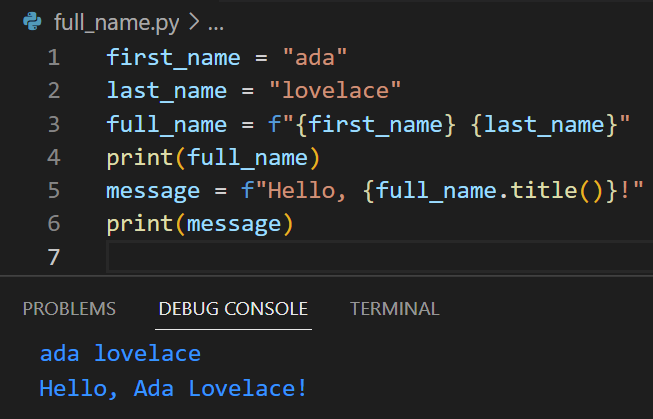 full_name.py > ...
1 first_name = "ada"
2 last_name = "lovelace"
3 full_name = f"{first_name} {last_name}"
4 print(full_name)
5 message = f"Hello, {full_name.title()}!"
6 print(message)
7
PROBLEMS DEBUG CONSOLE TERMINAL
ada lovelace
Hello, Ada Lovelace!